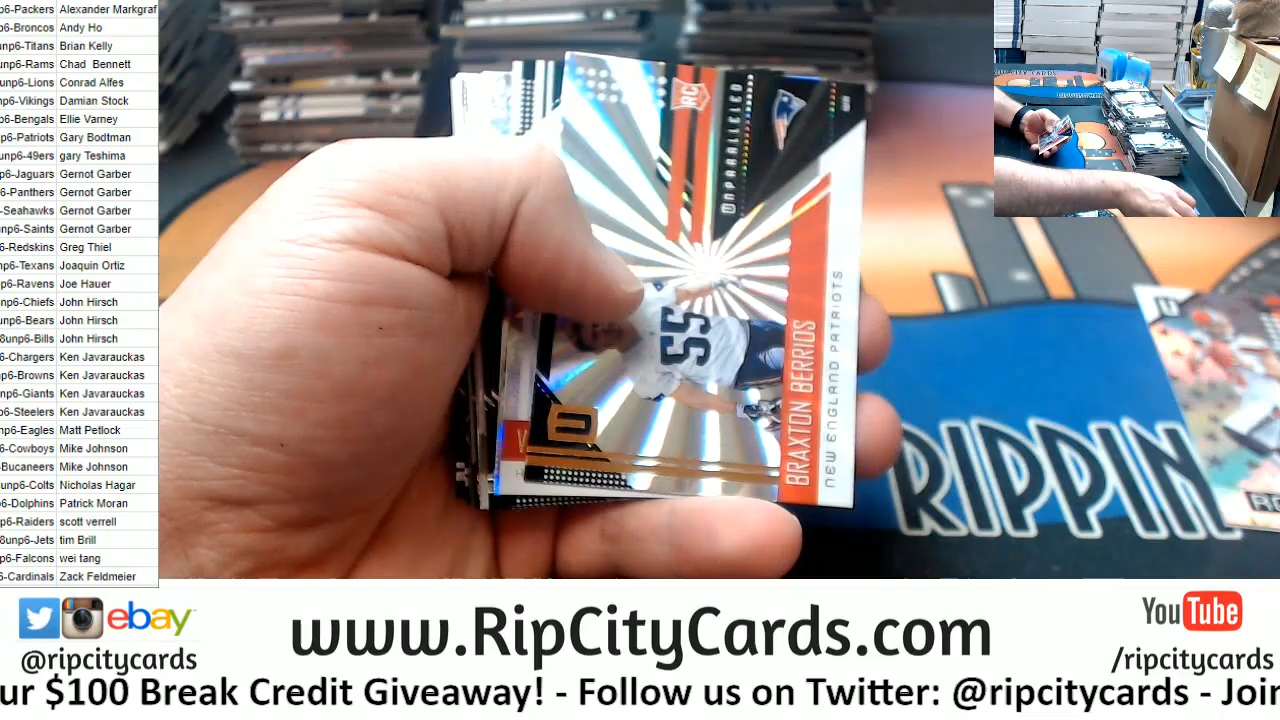 p6-Packers Alexander Markgraf
p6-Broncos Andy Ho
unp6-Titans Brian Kelly
unp6-Rams Chad Bennett
unp6-Lions Conrad Alfes
np6-Vikings Damian Stock
p6-Bengals Ellie Varney
p6-Patriots Gary Bodtman
unp6-49ers gary Teshima
p6-Jaguars Gernot Garber
p6-Panthers Gernot Garber
-Seahawks Gernot Garber
unp6-Saints Gernot Garber
6-Redskins Greg Thiel
np6-Texans Joaquin Ortiz
np6-Ravens Joe Hauer
unp6-Chiefs John Hirsch
unp6-Bears John Hirsch
8unp6-Bills John Hirsch
6-Chargers Ken Javarauckas
p6-Browns Ken Javarauckas
np6-Giants Ken Javarauckas
p6-Steelers Ken Javarauckas
np6-Eagles Matt Petlock
6-Cowboys Mike Johnson
-Bucaneers Mike Johnson
unp6-Colts Nicholas Hagar
p6-Dolphins Patrick Moran
p6-Raiders scott verrell
8unp6-Jets tim Brill
p6-Falcons wei tang
6-Cardinals Zack Feldmeier
RC
UNPARALLELED
WR
55
U
BRAXTON BERRIOS
NEW ENGLAND PATRIOTS
RIPPIN
U
ebay
@ripcitycards
www.RipCityCards.com
YouTube
/ripcitycards
ur $100 Break Credit Giveaway! - Follow us on Twitter: @ripcitycards - Join